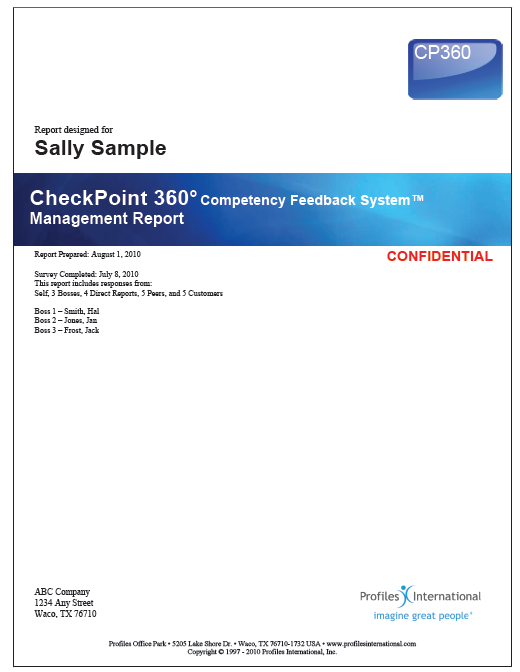 CP360
Report designed for
Sally Sample
CheckPoint 360° Competency Feedback System™
Management Report
Report Prepared: August 1, 2010
CONFIDENTIAL
Survey Completed: July 8, 2010
This report includes responses from:
Self, 3 Bosses, 4 Direct Reports, 5 Peers, and 5 Customers
Boss 1 – Smith, Hal
Boss 2 – Jones, Jan
Boss 3 – Frost, Jack
ABC Company
1234 Any Street
Waco, TX 76710
Profiles International
imagine great people®
Profiles Office Park • 5205 Lake Shore Dr. • Waco, TX 76710-1732 USA • www.profilesinternational.com
Copyright © 1997 - 2010 Profiles International, Inc.